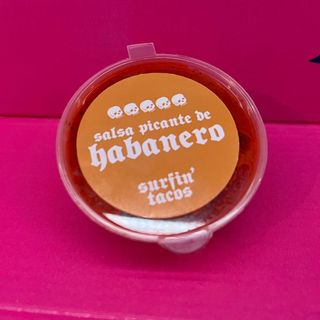 salsa picante de
habanero
surfin'
tacos